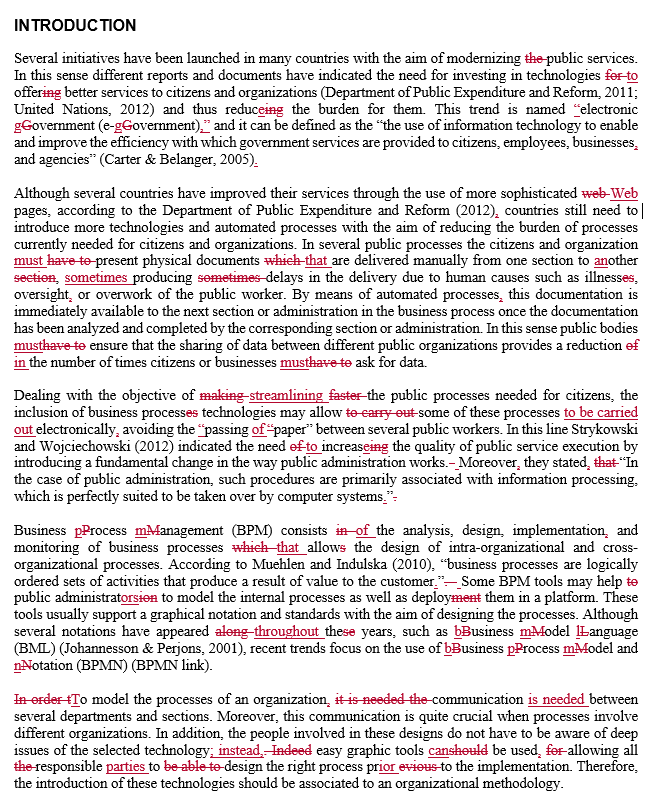 INTRODUCTION
Several initiatives have been launched in many countries with the aim of modernizing the public services.
In this sense different reports and documents have indicated the need for investing in technologies for to
offering better services to citizens and organizations (Department of Public Expenditure and Reform, 2011;
United Nations, 2012) and thus reduceing the burden for them. This trend is named “electronic
gGovernment (e-gGovernment),” and it can be defined as the “the use of information technology to enable
and improve the efficiency with which government services are provided to citizens, employees, businesses,
and agencies” (Carter & Belanger, 2005).
Although several countries have improved their services through the use of more sophisticated web Web
pages, according to the Department of Public Expenditure and Reform (2012), countries still need to
introduce more technologies and automated processes with the aim of reducing the burden of processes
currently needed for citizens and organizations. In several public processes the citizens and organization
must have to present physical documents which that are delivered manually from one section to another
section, sometimes producing sometimes delays in the delivery due to human causes such as illnesses,
oversight, or overwork of the public worker. By means of automated processes, this documentation is
immediately available to the next section or administration in the business process once the documentation
has been analyzed and completed by the corresponding section or administration. In this sense public bodies
musthave to ensure that the sharing of data between different public organizations provides a reduction of
in the number of times citizens or businesses musthave to ask for data.
Dealing with the objective of making streamlining faster the public processes needed for citizens, the
inclusion of business processes technologies may allow to carry out some of these processes to be carried
out electronically, avoiding the “passing of “paper” between several public workers. In this line Strykowski
and Wojciechowski (2012) indicated the need of to increaseing the quality of public service execution by
introducing a fundamental change in the way public administration works.- Moreover, they stated, that “In
the case of public administration, such procedures are primarily associated with information processing,
which is perfectly suited to be taken over by computer systems.”.
Business pProcess mManagement (BPM) consists in of the analysis, design, implementation, and
monitoring of business processes which that allows the design of intra-organizational and cross-
organizational processes. According to Muehlen and Indulska (2010), “business processes are logically
ordered sets of activities that produce a result of value to the customer.”. Some BPM tools may help to
public administratorsion to model the internal processes as well as deployment them in a platform. These
tools usually support a graphical notation and standards with the aim of designing the processes. Although
several notations have appeared along throughout these years, such as bBusiness mModel lLanguage
(BML) (Johannesson & Perjons, 2001), recent trends focus on the use of bBusiness pProcess mModel and
nNotation (BPMN) (BPMN link).
In order tTo model the processes of an organization, it is needed the communication is needed between
several departments and sections. Moreover, this communication is quite crucial when processes involve
different organizations. In addition, the people involved in these designs do not have to be aware of deep
issues of the selected technology; instead,. Indeed easy graphic tools canshould be used, for allowing all
the responsible parties to be able to design the right process prior evious to the implementation. Therefore,
the introduction of these technologies should be associated to an organizational methodology.